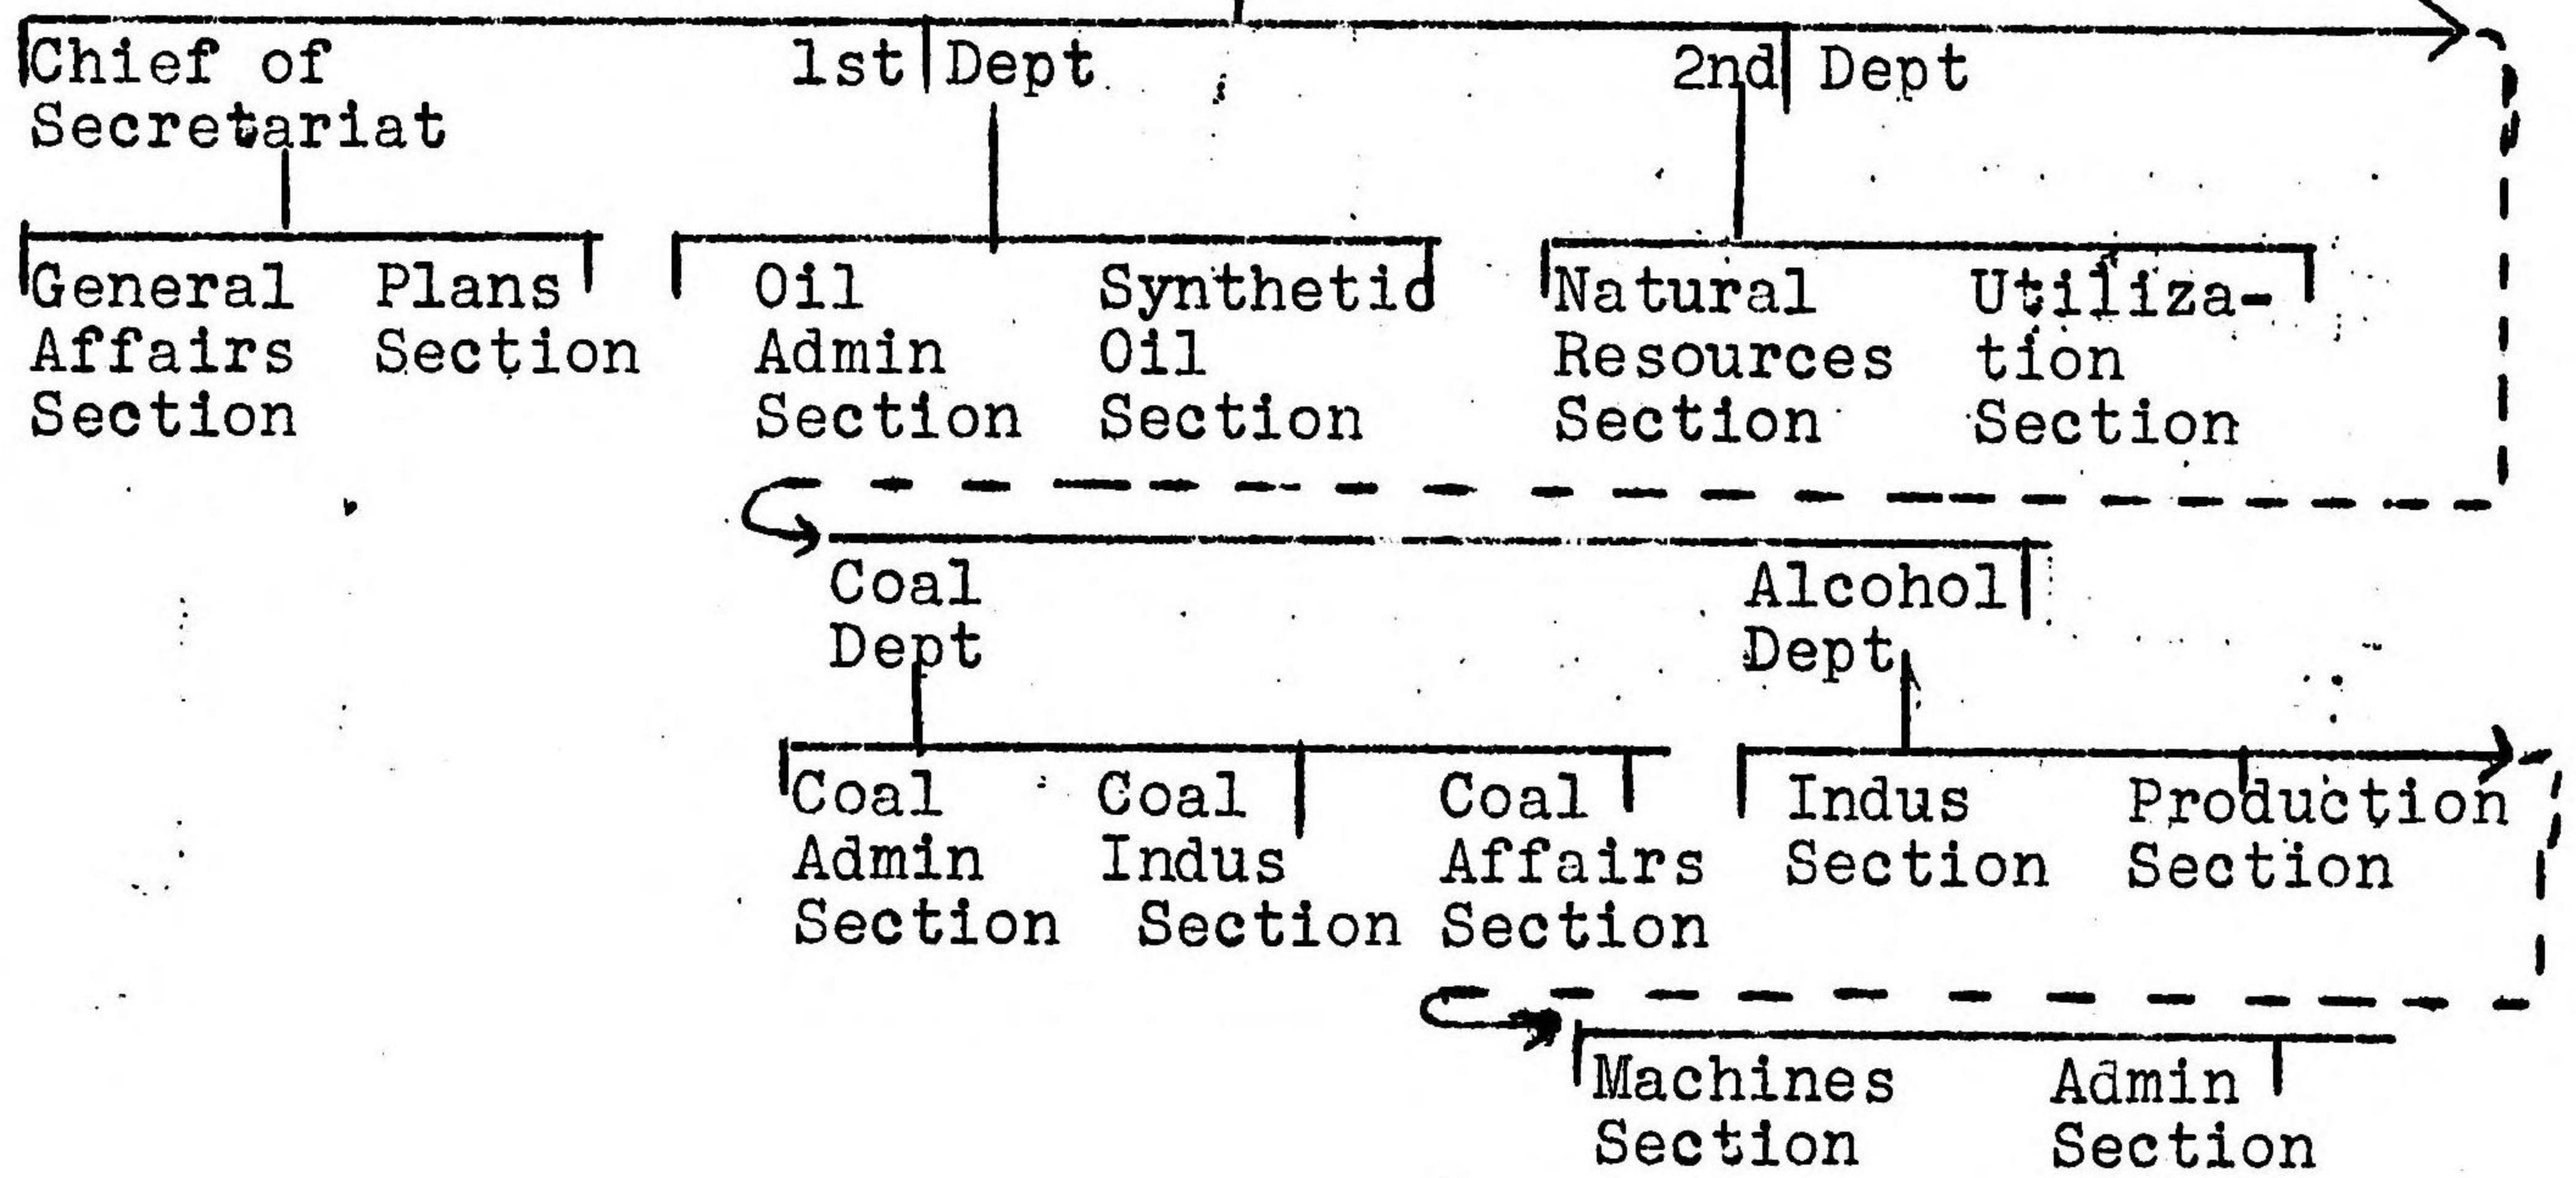 Chief of 1st Dept 2nd Dept
Secretariat
General Plans Oil Synthetic Natural Utiliza-
Affairs Section Admin Oil Resources tion
Section Section Section Section Section
Coal Alcohol
Dept Dept
Coal Coal Coal Indus Production
Admin Indus Affairs Section Section
Section Section Section
Machines Admin
Section Section